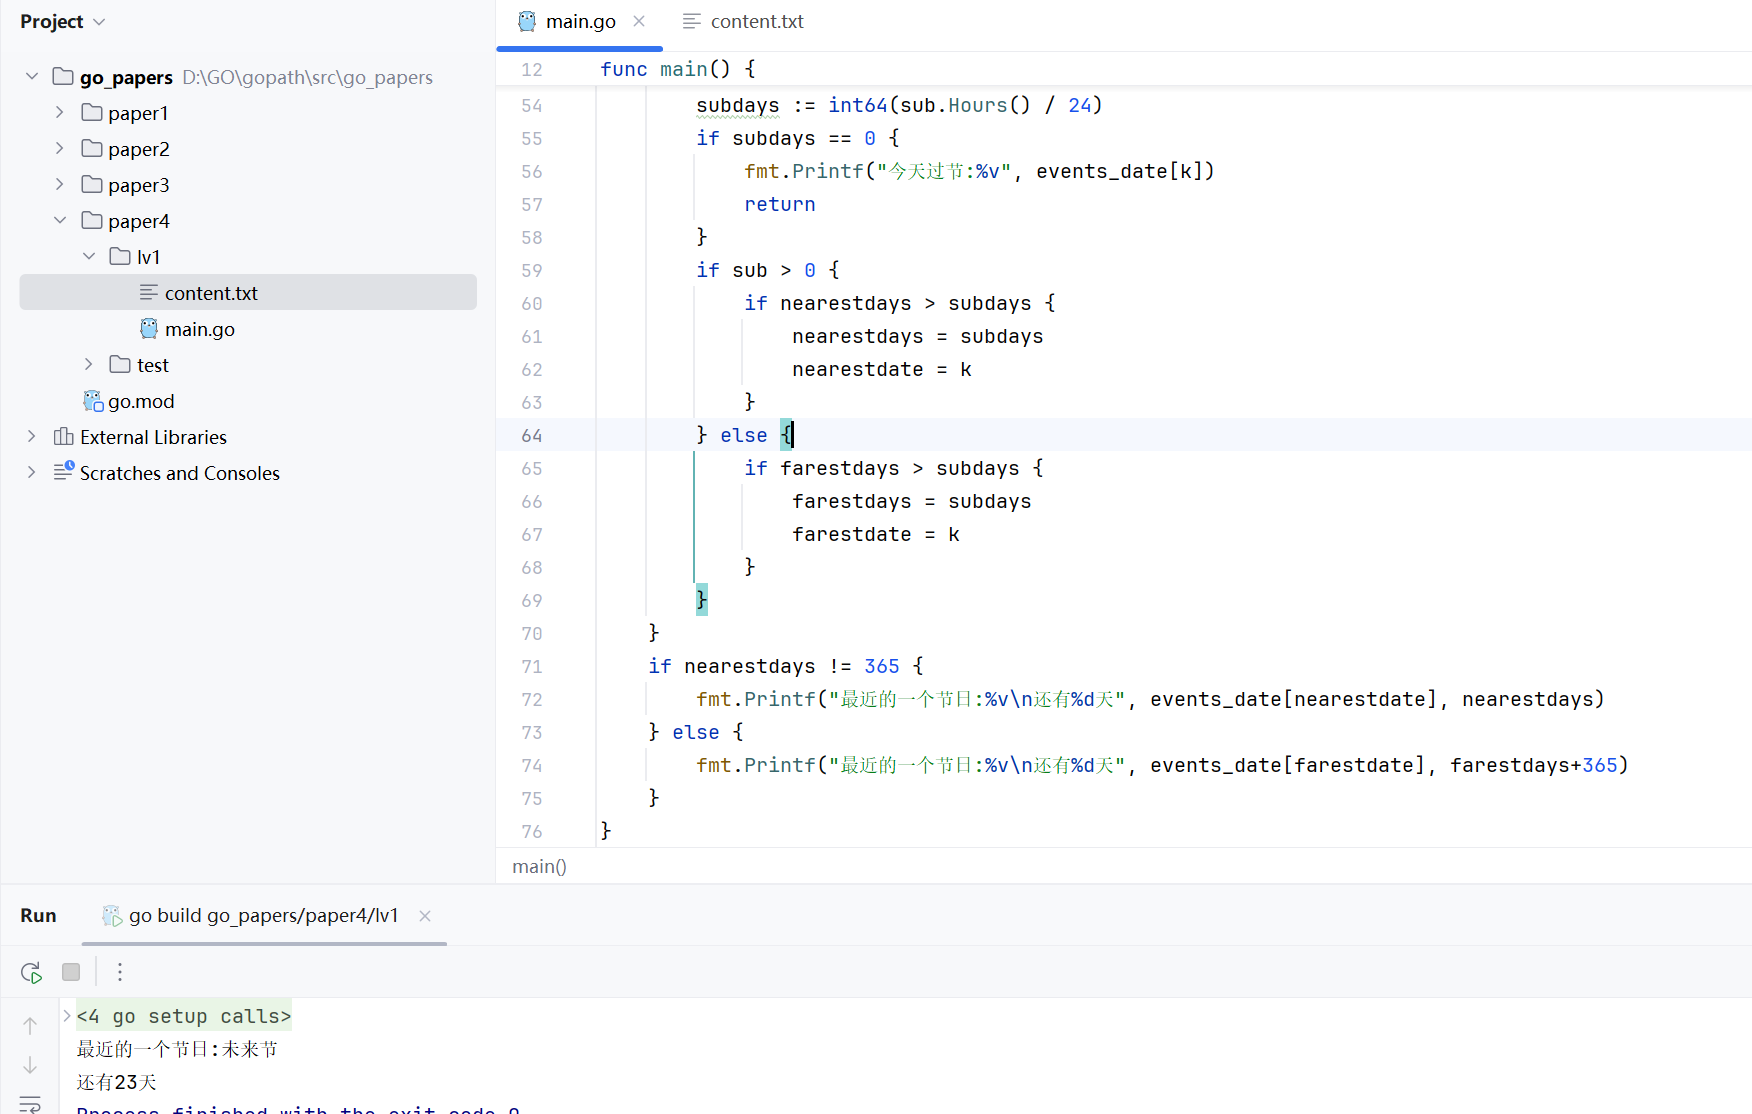 Project
main.go
content.txt
go_papers D:\GO\gopath\src\go_papers
paper1
paper2
paper3
paper4
lv1
content.txt
main.go
test
go.mod
External Libraries
Scratches and Consoles
12 func main() {
54 subdays := int64(sub.Hours() / 24)
55 if subdays == 0 {
56 fmt.Printf("今天过节:%v", events_date[k])
57 return
58 }
59 if sub > 0 {
60 if nearestdays > subdays {
61 nearestdays = subdays
62 nearestdate = k
63 }
64 } else {
65 if farestdays > subdays {
66 farestdays = subdays
67 farestdate = k
68 }
69 }
70 }
71 if nearestdays != 365 {
72 fmt.Printf("最近的一个节日:%v\n还有%d天", events_date[nearestdate], nearestdays)
73 } else {
74 fmt.Printf("最近的一个节日:%v\n还有%d天", events_date[farestdate], farestdays+365)
75 }
76 }
main()
Run
go build go_papers/paper4/lv1
<4 go setup calls>
最近的一个节日:未来节
还有23天
Process finished with the exit code 0